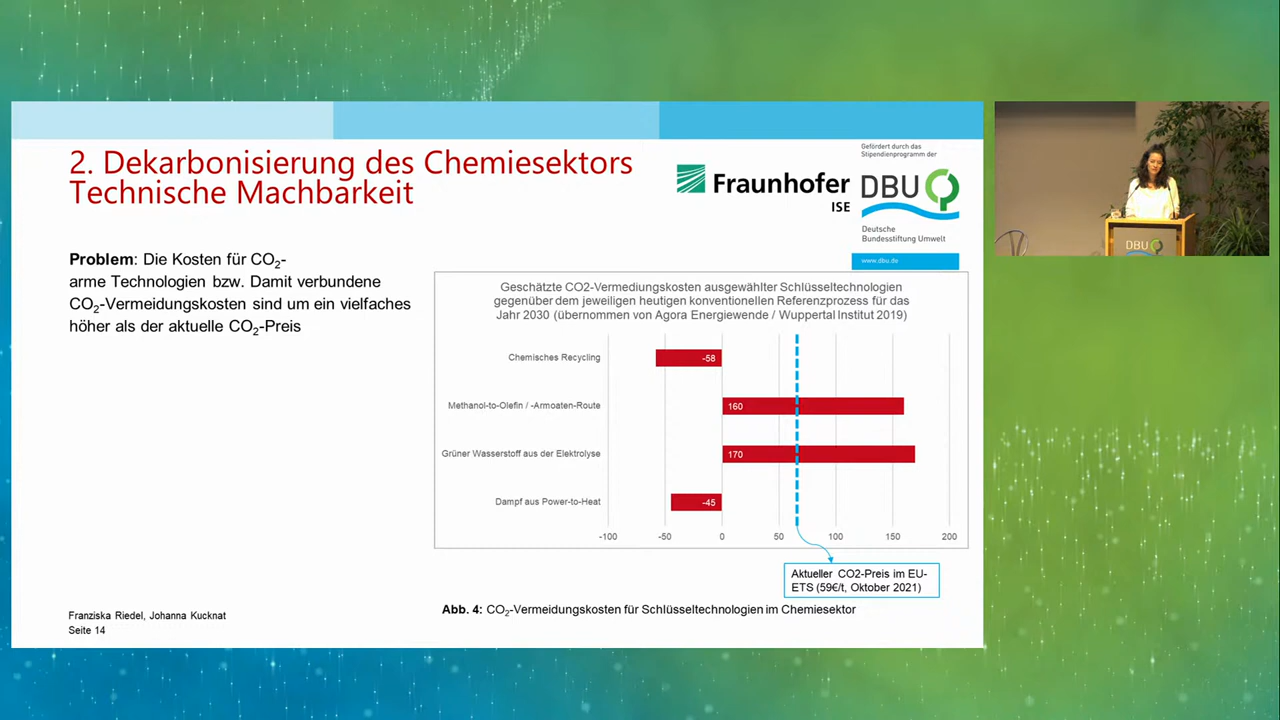 2. Dekarbonisierung des Chemiesektors
Technische Machbarkeit
Fraunhofer
ISE
Gefördert durch das
Stipendienprogramm der
DBU
Deutsche
Bundesstiftung Umwelt
www.dbu.de
Problem: Die Kosten für CO₂-
arme Technologien bzw. Damit verbundene
CO₂-Vermeidungskosten sind um ein vielfaches
höher als der aktuelle CO₂-Preis
Geschätzte CO2-Vermediungskosten ausgewählter Schlüsseltechnologien
gegenüber dem jeweiligen heutigen konventionellen Referenzprozess für das
Jahr 2030 (übernommen von Agora Energiewende / Wuppertal Institut 2019)
Chemisches Recycling
-58
Methanol-to-Olefin / -Armoaten-Route
160
Grüner Wasserstoff aus der Elektrolyse
170
Dampf aus Power-to-Heat
-45
-100 -50 0 50 100 150 200
Aktueller CO2-Preis im EU-
ETS (59€/t, Oktober 2021)
Abb. 4: CO₂-Vermeidungskosten für Schlüsseltechnologien im Chemiesektor
Franziska Riedel, Johanna Kucknat
Seite 14
DBU